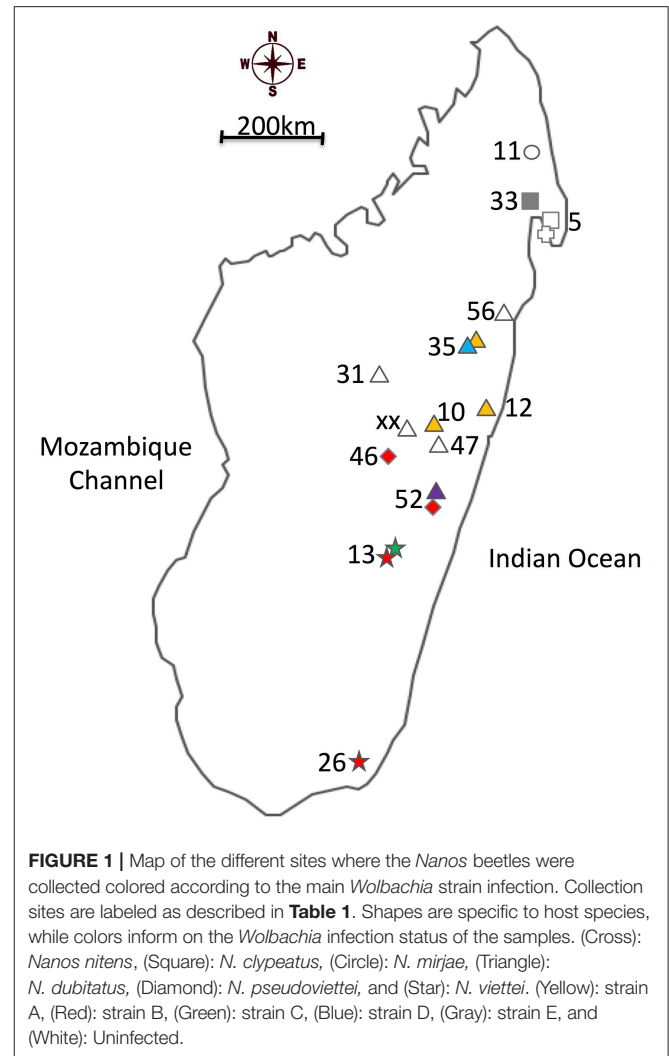 N
W E
S
200km
11
33
5
56
35
31
12
10
xx
47
46
52
Mozambique
Channel
13
Indian Ocean
26
FIGURE 1 | Map of the different sites where the Nanos beetles were
collected colored according to the main Wolbachia strain infection. Collection
sites are labeled as described in Table 1. Shapes are specific to host species,
while colors inform on the Wolbachia infection status of the samples. (Cross):
Nanos nitens, (Square): N. clypeatus, (Circle): N. mirjae, (Triangle):
N. dubitatus, (Diamond): N. pseudoviettei, and (Star): N. viettei. (Yellow): strain
A, (Red): strain B, (Green): strain C, (Blue): strain D, (Gray): strain E, and
(White): Uninfected.